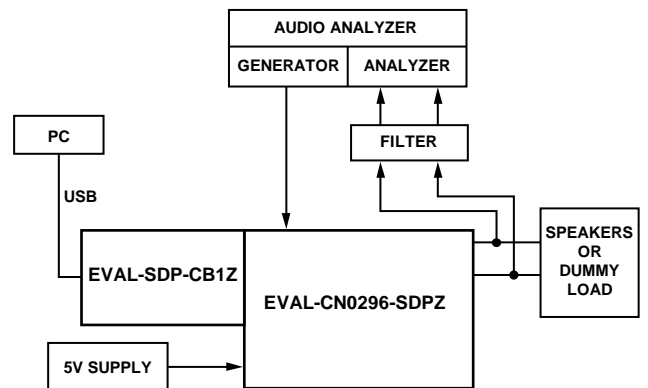 AUDIO ANALYZER
GENERATOR
ANALYZER
PC
FILTER
USB
SPEAKERS
OR
DUMMY
LOAD
EVAL-SDP-CB1Z
EVAL-CN0296-SDPZ
5V SUPPLY